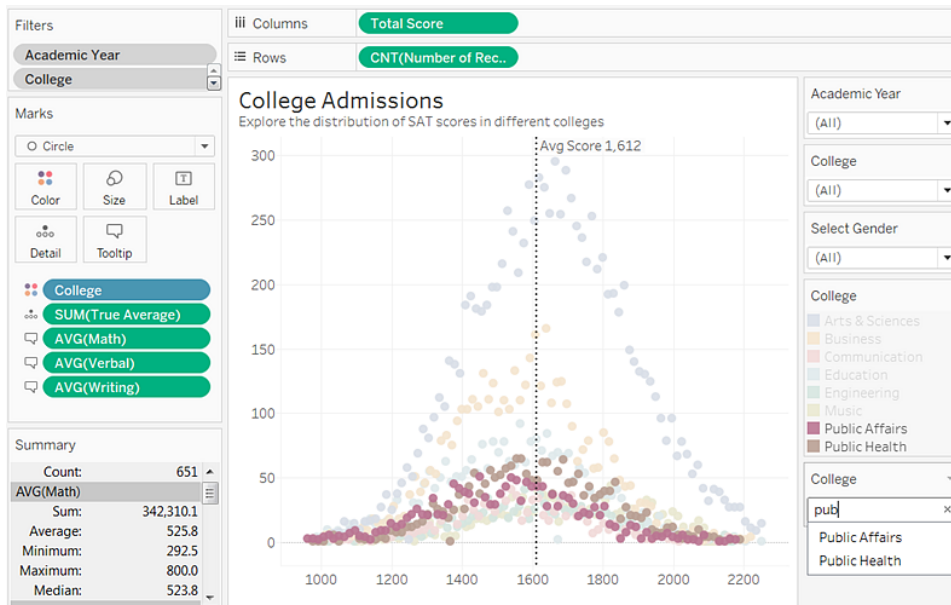 Filters
Academic Year
College
Marks
Circle
Color Size Label
Detail Tooltip
College
SUM(True Average)
AVG(Math)
AVG(Verbal)
AVG(Writing)
Summary
Count: 651
AVG(Math)
Sum: 342,310.1
Average: 525.8
Minimum: 292.5
Maximum: 800.0
Median: 523.8
Columns Total Score
Rows CNT(Number of Rec..
College Admissions
Explore the distribution of SAT scores in different colleges
Avg Score 1,612
300
250
200
150
100
50
0
1000 1200 1400 1600 1800 2000 2200
Academic Year
(All)
College
(All)
Select Gender
(All)
College
Arts & Sciences
Business
Communication
Education
Engineering
Music
Public Affairs
Public Health
College
pub
Public Affairs
Public Health